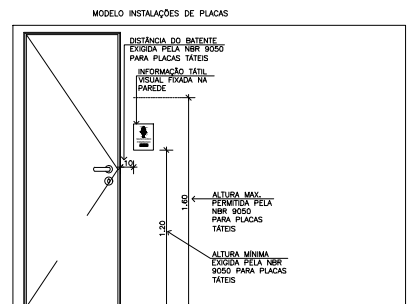 MODELO INSTALAÇÕES DE PLACAS
DISTÂNCIA DO BATENTE
EXIGIDA PELA NBR 9050
PARA PLACAS TÁTEIS
INFORMAÇÃO TÁTIL
VISUAL FIXADA NA
PAREDE
10
1.60
1.20
ALTURA MAX.
PERMITIDA PELA
NBR 9050
PARA PLACAS
TÁTEIS
ALTURA MÍNIMA
EXIGIDA PELA NBR
9050 PARA PLACAS
TÁTEIS